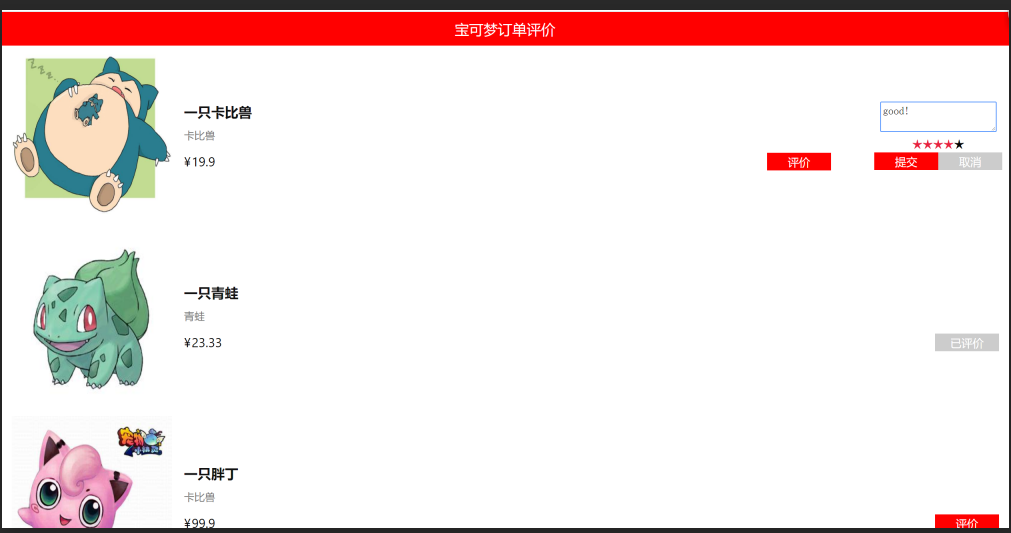 宝可梦订单评价
Z Z Z
一只卡比兽
卡比兽
¥19.9
评价
good!
★★★★★
提交
取消
一只青蛙
青蛙
¥23.33
已评价
一只胖丁
卡比兽
¥99.9
评价